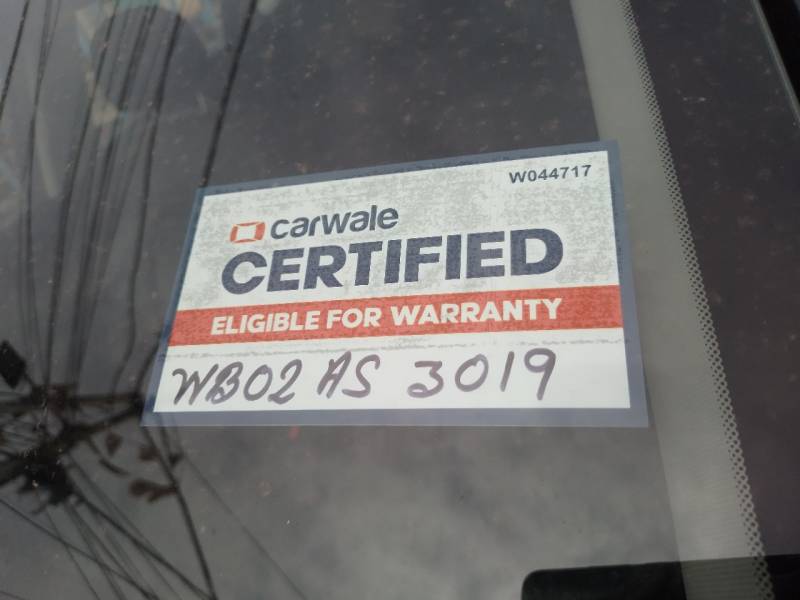 W044717
carwale
CERTIFIED
ELIGIBLE FOR WARRANTY
WB02 AS 3019